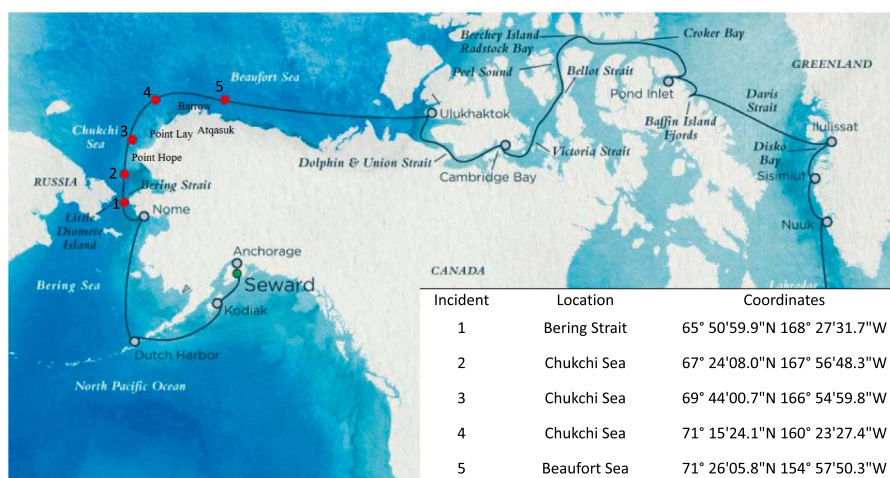 Beechey Island
Radstock Bay
Croker Bay
GREENLAND
4
5
Beaufort Sea
Peel Sound
Bellot Strait
Barrow
Pond Inlet
Davis
Strait
Ulukhaktok
Chukchi
Sea
3
Point Lay
Atqasuk
Baffin Island
Fjords
Ilulissat
Point Hope
Dolphin & Union Strait
Victoria Strait
Disko
Bay
2
Cambridge Bay
Sisimiut
RUSSIA
Bering Strait
1
Nome
Little
Diomete
Island
Nuuk
Anchorage
CANADA
Bering Sea
Seward
Labrador
Kodiak
Dutch Harbor
North Pacific Ocean
Incident Location Coordinates
1 Bering Strait 65° 50'59.9"N 168° 27'31.7"W
2 Chukchi Sea 67° 24'08.0"N 167° 56'48.3"W
3 Chukchi Sea 69° 44'00.7"N 166° 54'59.8"W
4 Chukchi Sea 71° 15'24.1"N 160° 23'27.4"W
5 Beaufort Sea 71° 26'05.8"N 154° 57'50.3"W